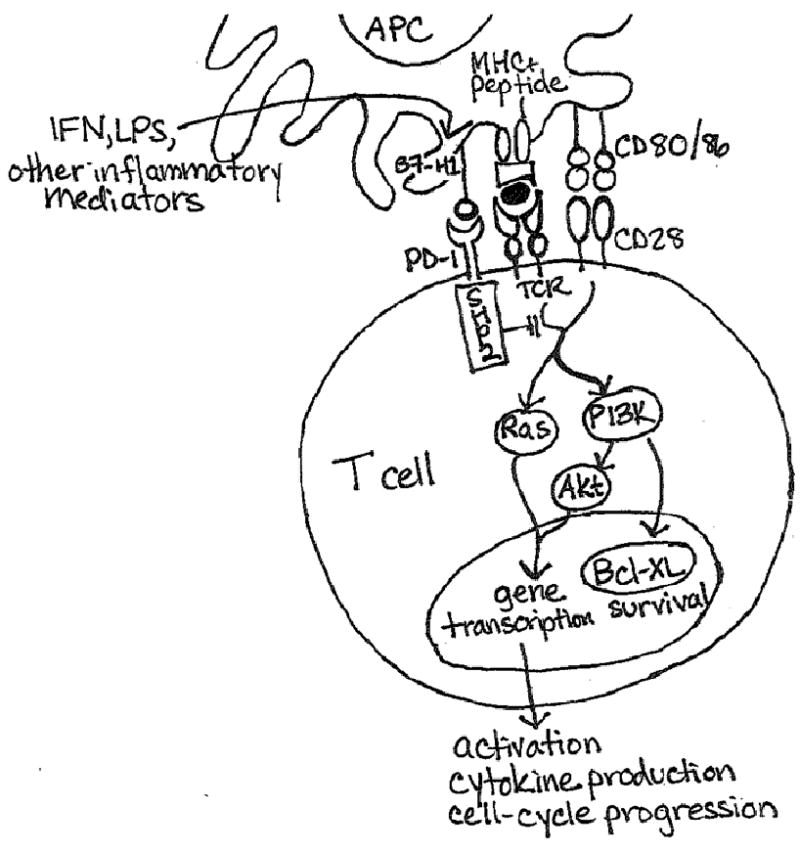 APC
MHC+
Peptide
IFN, LPS,
other inflammatory
mediators
B7-H1
CD80/86
PD-1
CD28
TCR
Ras
PI3K
T cell
Akt
Bcl-XL
gene
transcription
survival
activation
cytokine production
cell-cycle progression